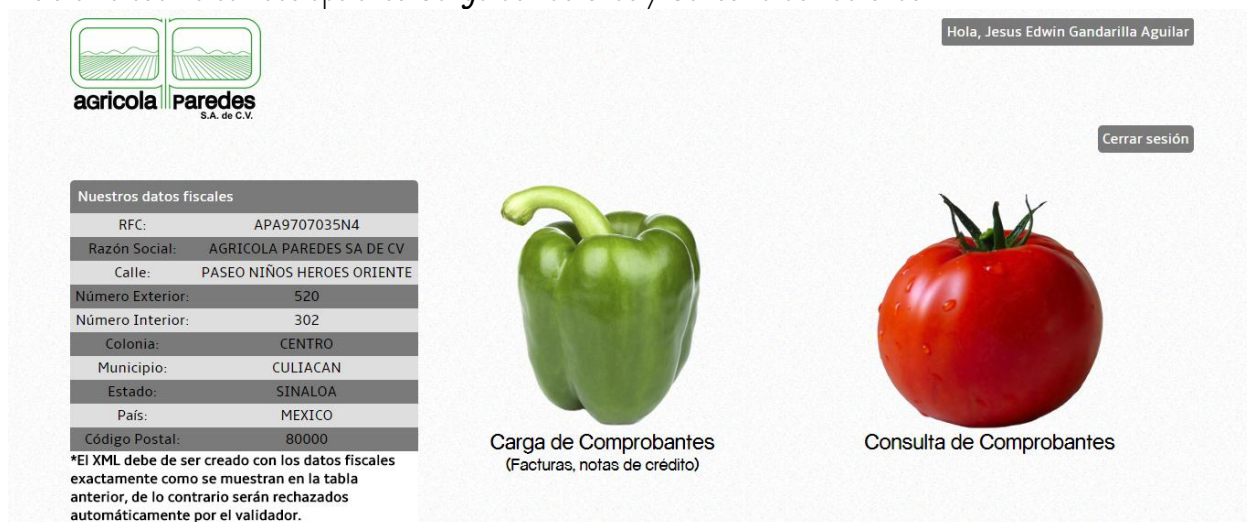 Hola, Jesus Edwin Gandarilla Aguilar
agricola Paredes
S.A. de C.V.
Cerrar sesión
Nuestros datos fiscales
RFC: APA9707035N4
Razón Social: AGRICOLA PAREDES SA DE CV
Calle: PASEO NIÑOS HEROES ORIENTE
Número Exterior: 520
Número Interior: 302
Colonia: CENTRO
Municipio: CULIACAN
Estado: SINALOA
País: MEXICO
Código Postal: 80000
*El XML debe de ser creado con los datos fiscales
exactamente como se muestran en la tabla
anterior, de lo contrario serán rechazados
automáticamente por el validador.
Carga de Comprobantes
(Facturas, notas de crédito)
Consulta de Comprobantes